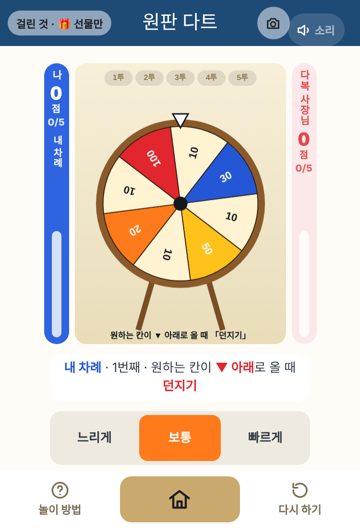 걸린 것 · 🎁 선물만
원판 다트
소리
나
0
점
0/5
내 차례
1투 2투 3투 4투 5투
다복 사장님
0
점
0/5
10
30
10
50
10
20
10
100
원하는 칸이 ▼ 아래로 올 때 「던지기」
내 차례 · 1번째 · 원하는 칸이 ▼ 아래로 올 때
던지기
느리게 보통 빠르게
놀이 방법
다시 하기